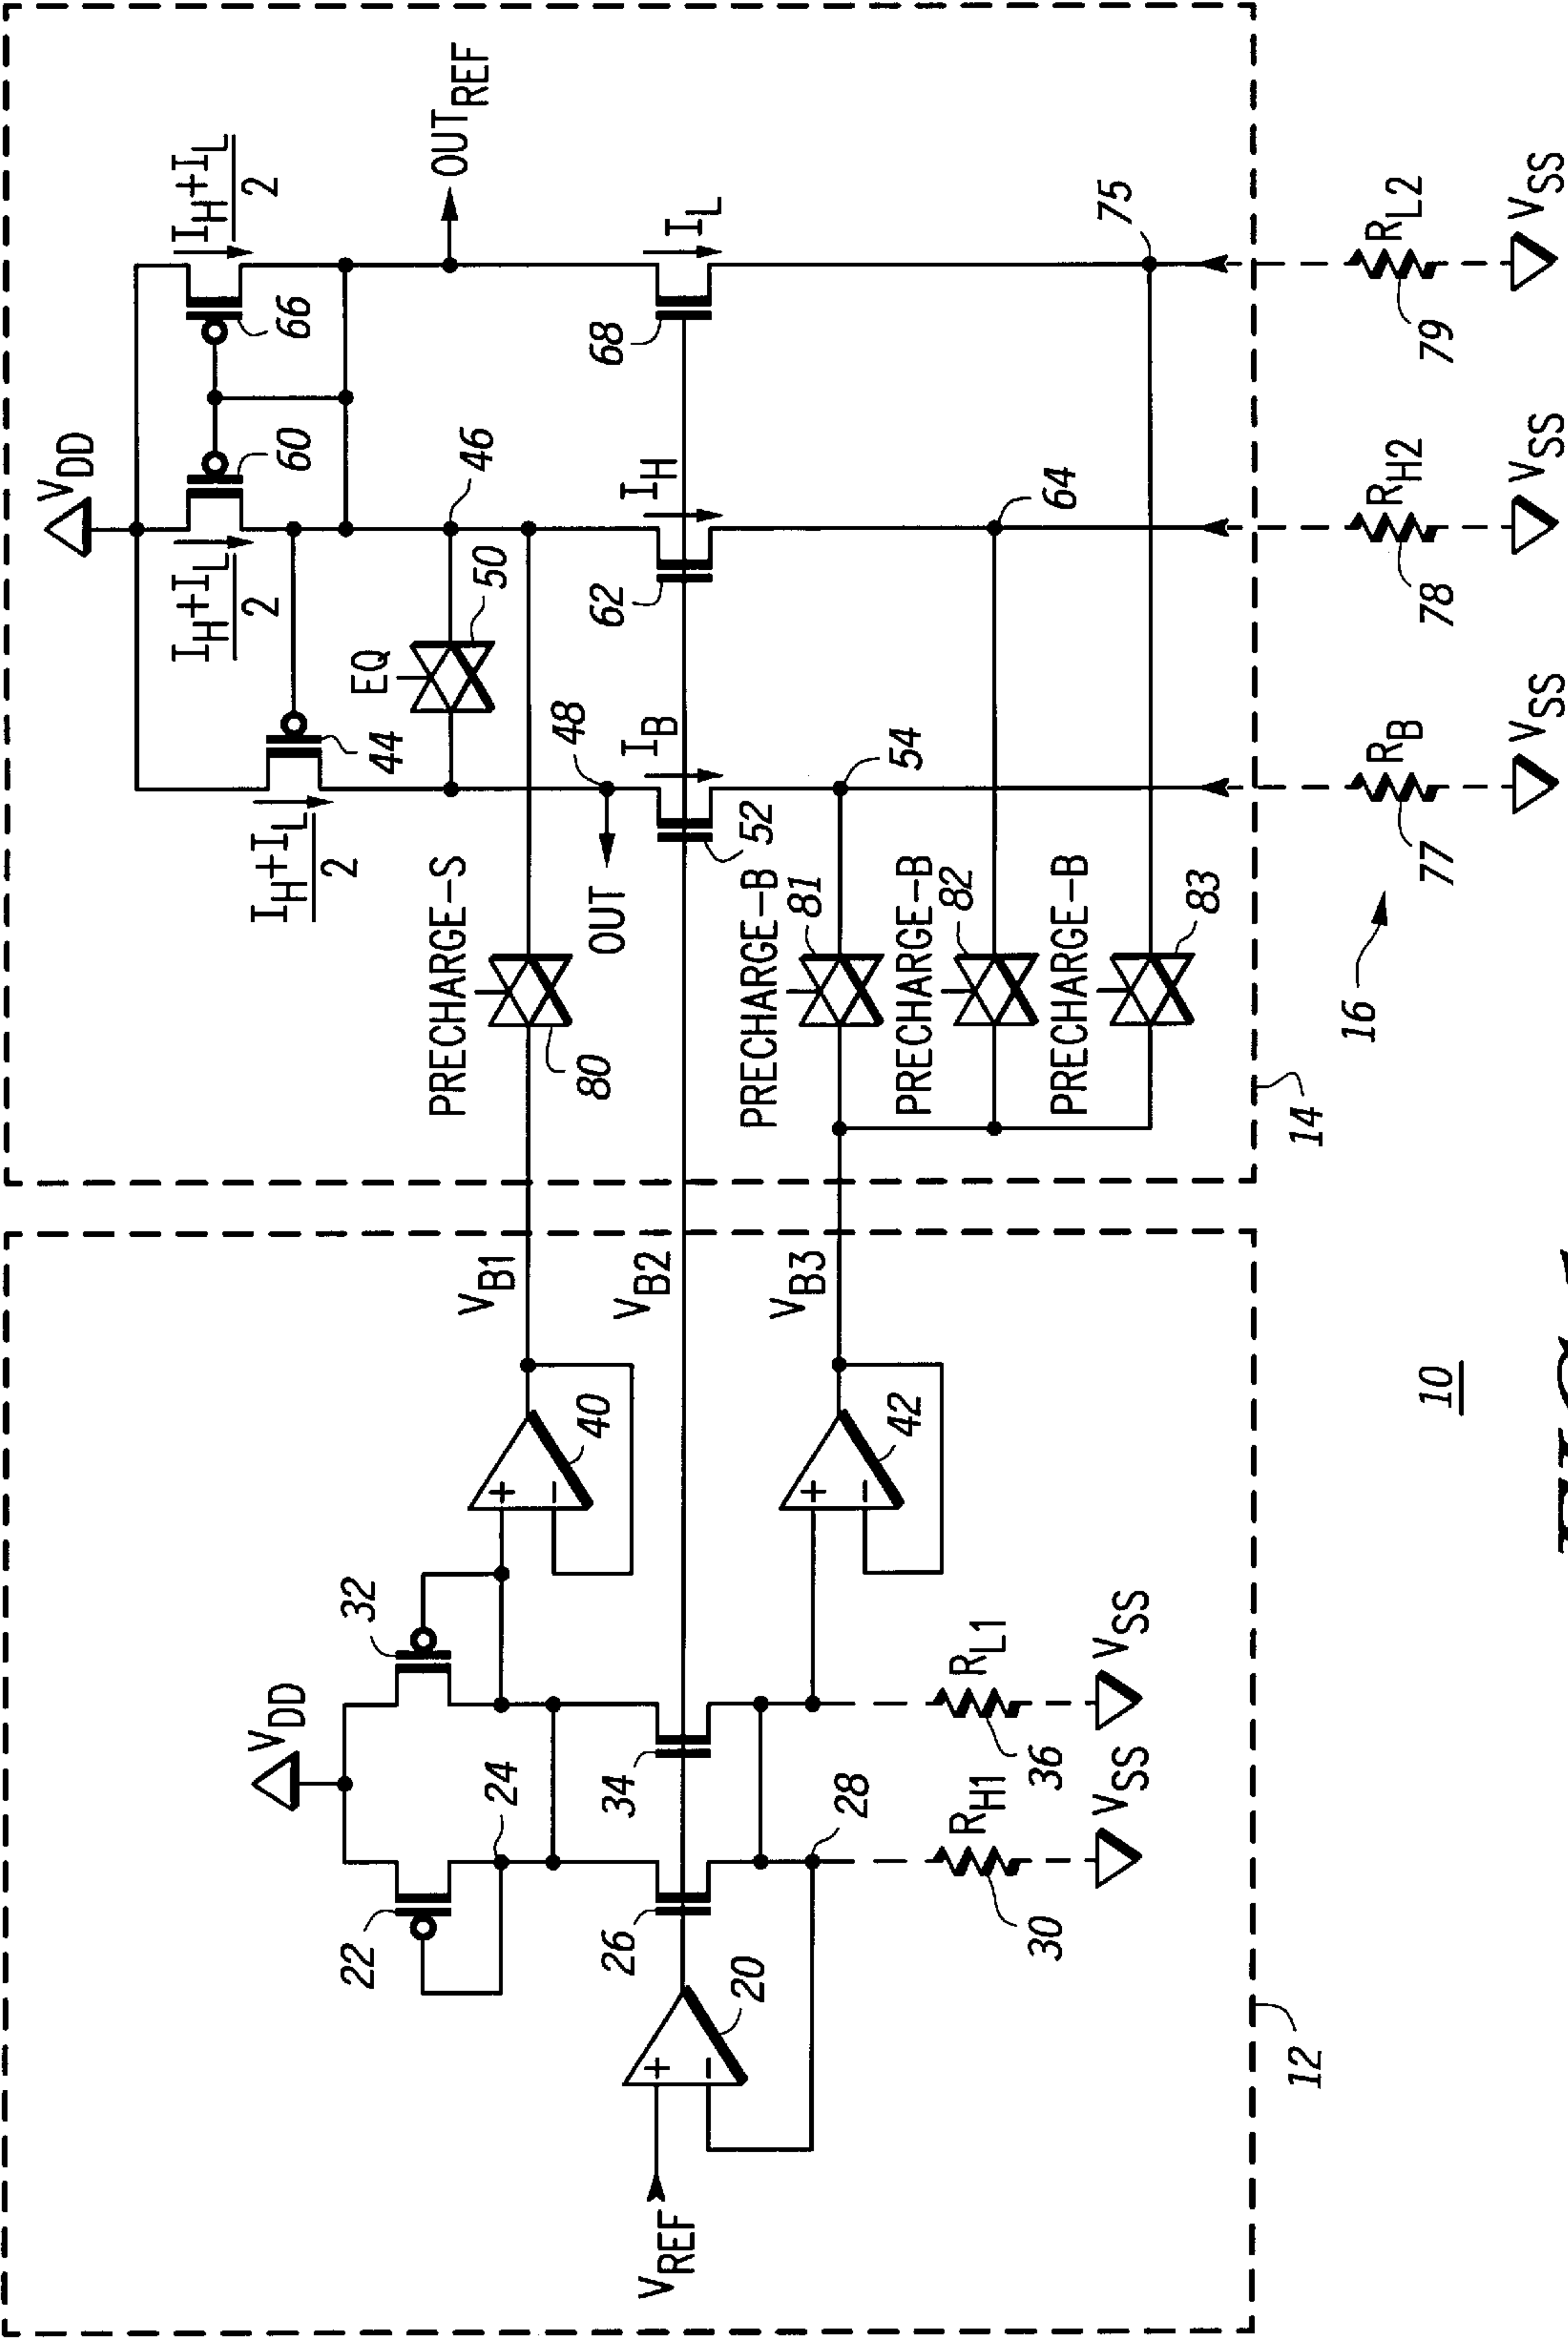 V_REF
20
22
V_DD
24
26
28
30
R_H1
V_SS
32
34
36
R_L1
V_SS
40
42
V_B1
V_B2
V_B3
12
10
V_DD
I_H+I_L
2
44
I_H+I_L
2
60
I_H+I_L
2
66
EQ
50
46
OUT_REF
PRECHARGE-S
80
48
OUT
I_B
52
I_H
62
I_L
68
54
64
75
PRECHARGE-B
81
PRECHARGE-B
82
PRECHARGE-B
83
14
16
R_B
77
V_SS
R_H2
78
V_SS
R_L2
79
V_SS